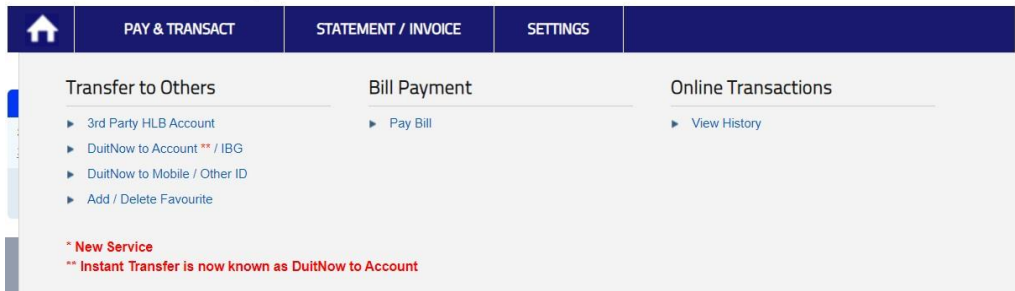 PAY & TRANSACT STATEMENT / INVOICE SETTINGS
Transfer to Others
3rd Party HLB Account
DuitNow to Account ** / IBG
DuitNow to Mobile / Other ID
Add / Delete Favourite
Bill Payment
Pay Bill
Online Transactions
View History
* New Service
** Instant Transfer is now known as DuitNow to Account